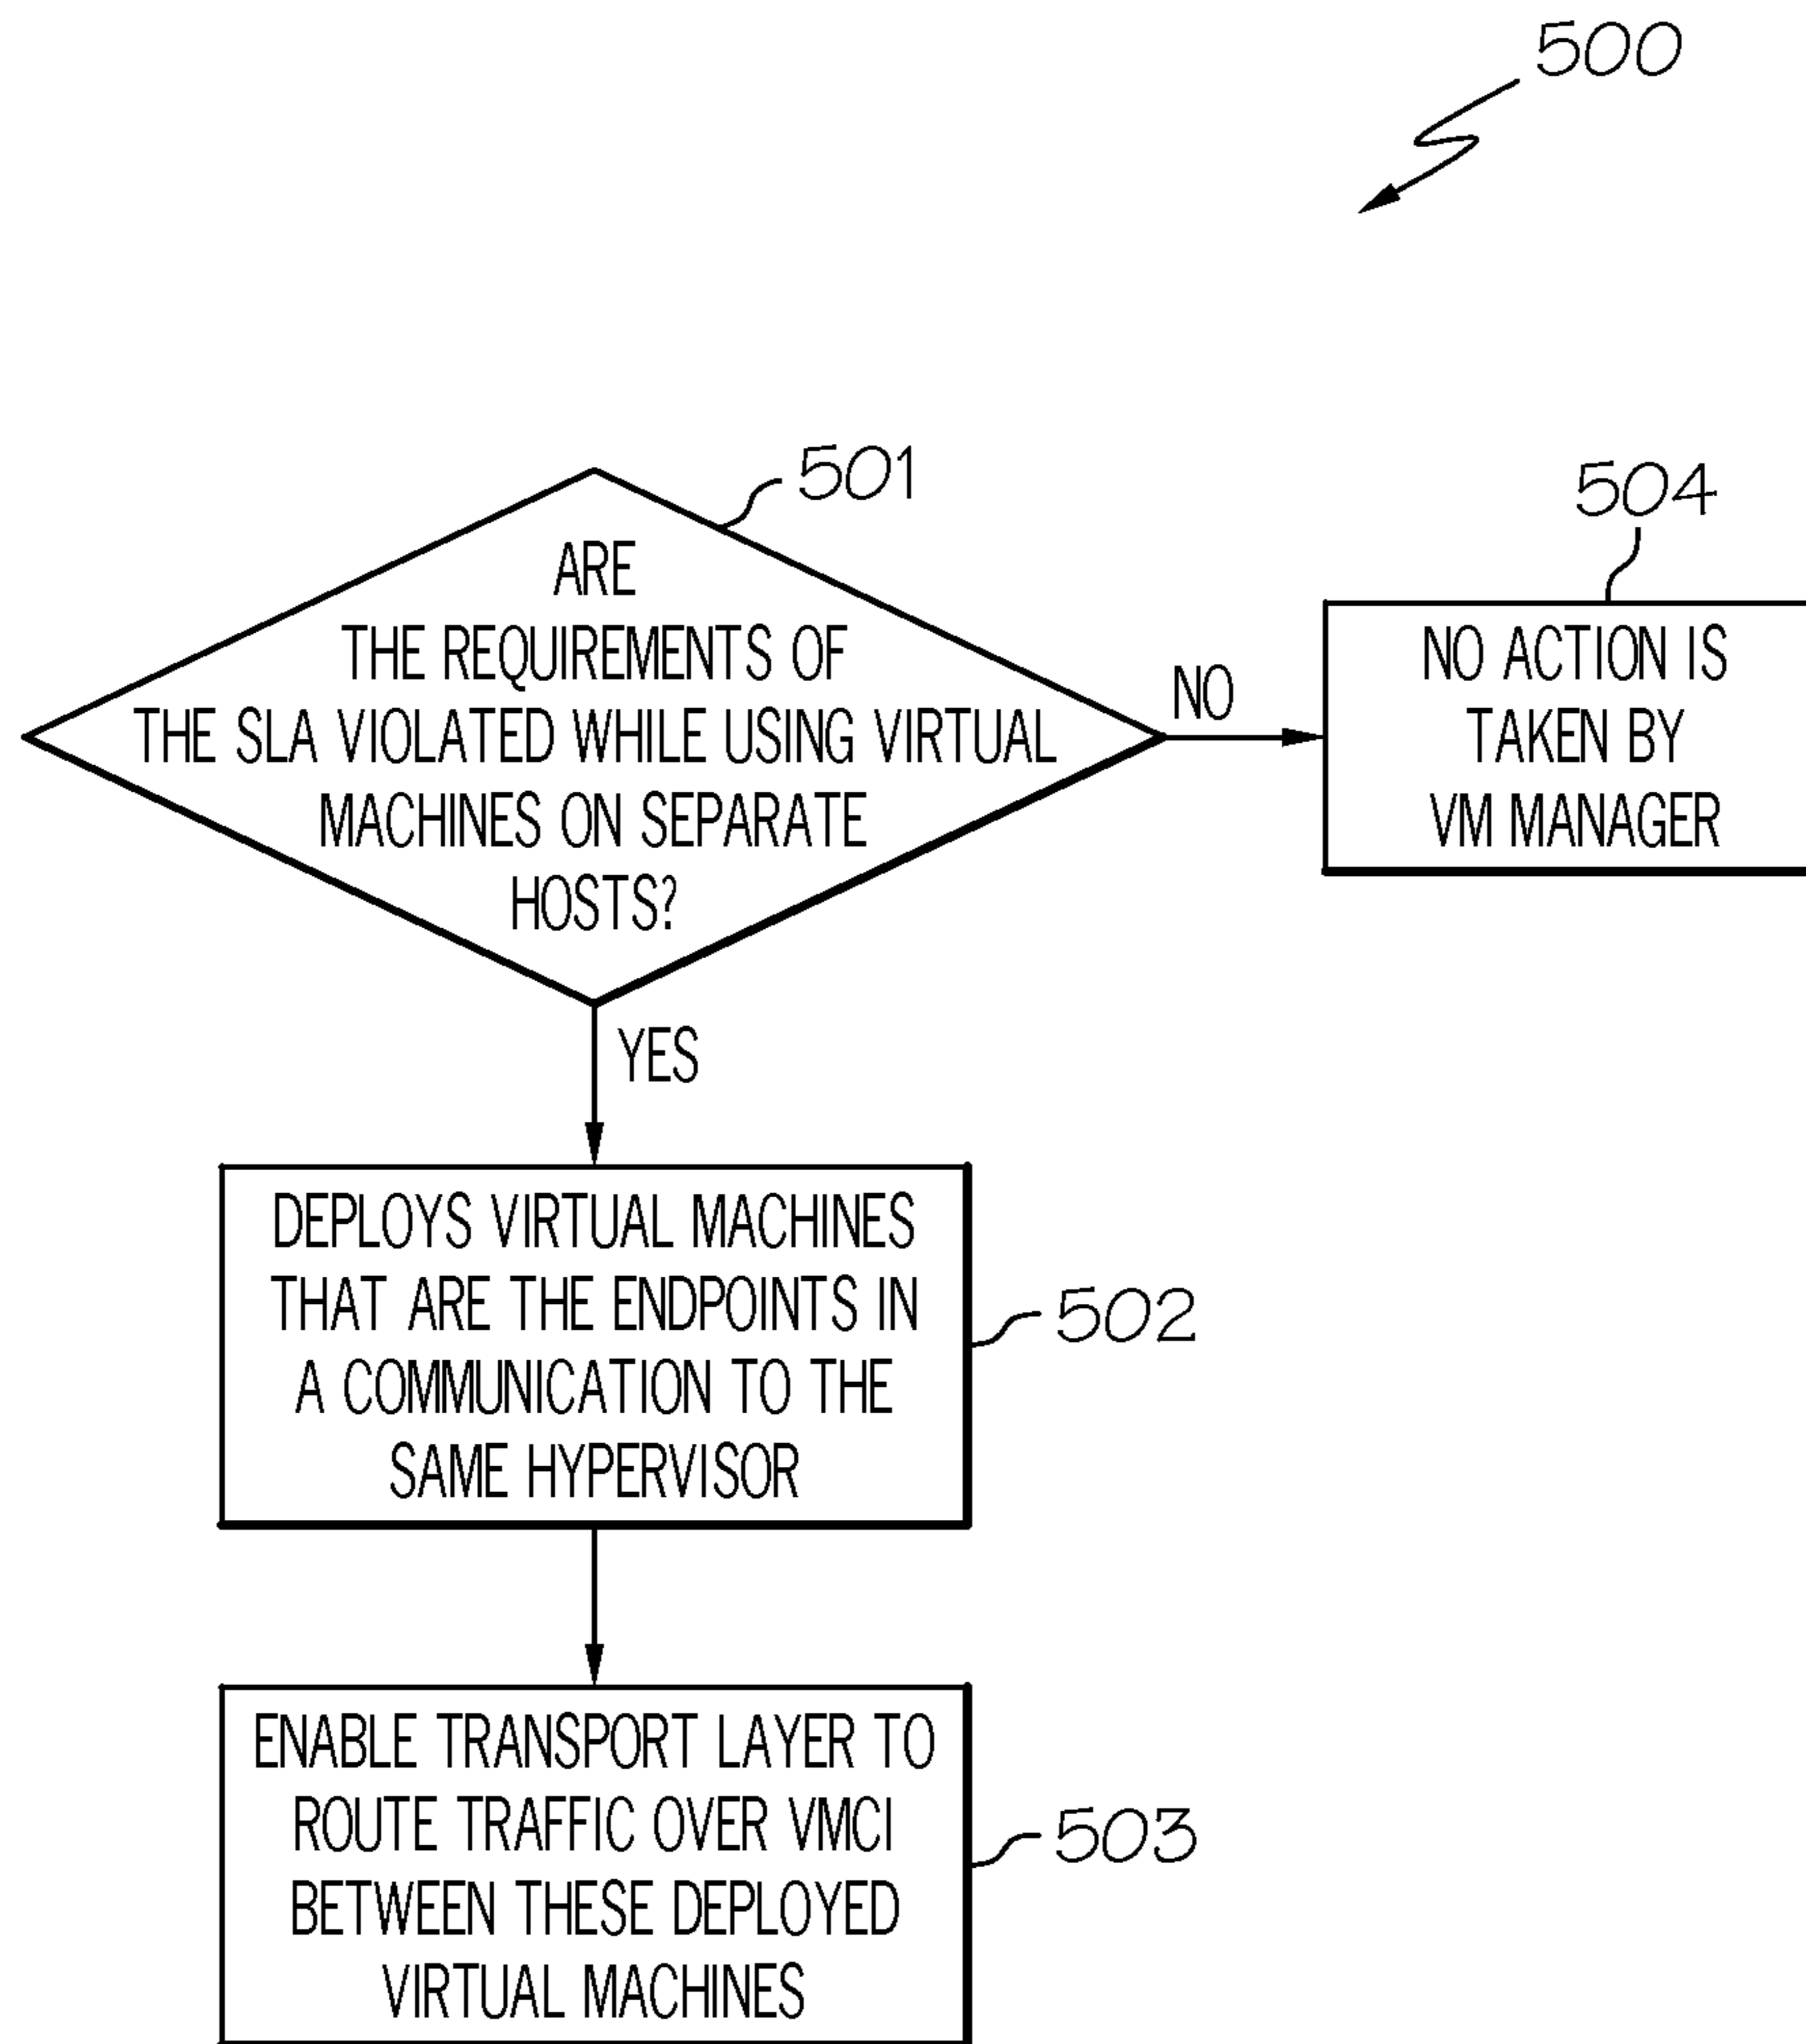 500
501
ARE
THE REQUIREMENTS OF
THE SLA VIOLATED WHILE USING VIRTUAL
MACHINES ON SEPARATE
HOSTS?
NO
504
NO ACTION IS
TAKEN BY
VM MANAGER
YES
DEPLOYS VIRTUAL MACHINES
THAT ARE THE ENDPOINTS IN
A COMMUNICATION TO THE
SAME HYPERVISOR
502
ENABLE TRANSPORT LAYER TO
ROUTE TRAFFIC OVER VMCI
BETWEEN THESE DEPLOYED
VIRTUAL MACHINES
503